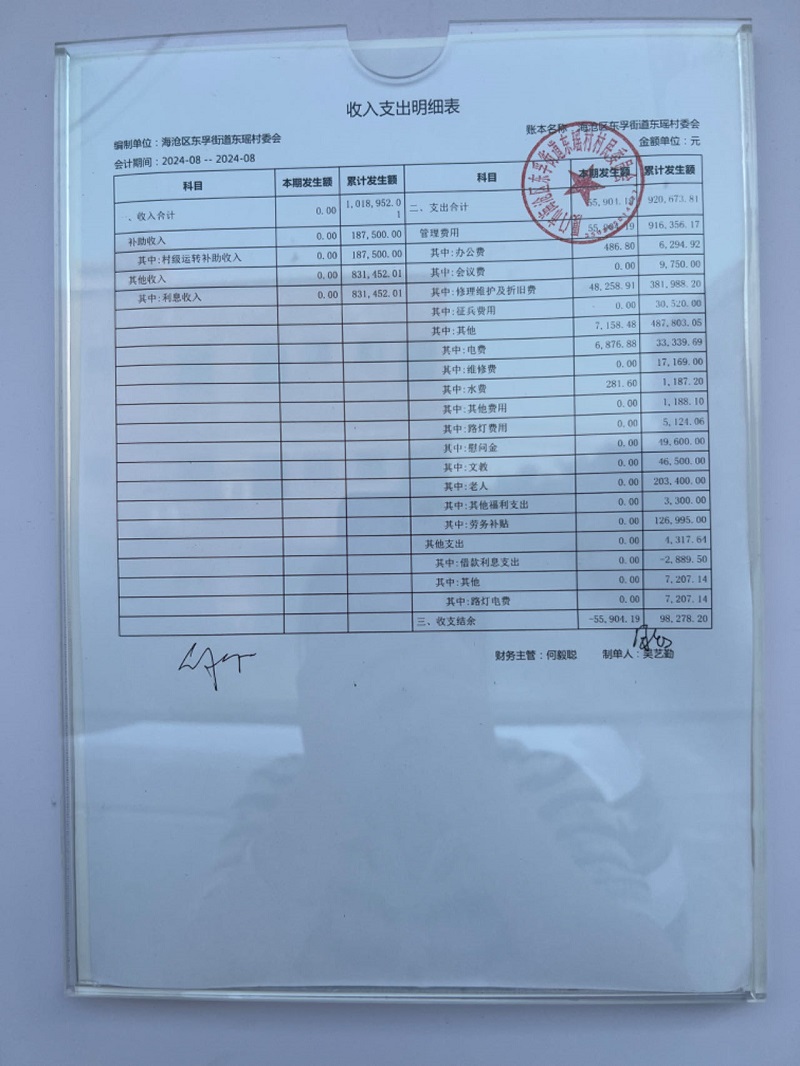 收入支出明细表
编制单位：海沧区东孚街道东瑶村委会 账本名称：海沧区东孚街道东瑶村委会
会计期间：2024-08 -- 2024-08 金额单位：元
科目 本期发生额 累计发生额 科目 本期发生额 累计发生额
、收入合计 0.00 1,018,952.01 二、支出合计 55,904.19 920,673.81
补助收入 0.00 187,500.00 管理费用 55,904.19 916,356.17
其中:村级运转补助收入 0.00 187,500.00 其中:办公费 486.80 6,294.92
其他收入 0.00 831,452.01 其中:会议费 0.00 9,750.00
其中:利息收入 0.00 831,452.01 其中:修理维护及折旧费 48,258.91 381,988.20
其中:征兵费用 0.00 30,520.00
其中:其他 7,158.48 487,803.05
其中:电费 6,876.88 33,339.69
其中:维修费 0.00 17,169.00
其中:水费 281.60 1,187.20
其中:其他费用 0.00 1,188.10
其中:路灯费用 0.00 5,124.06
其中:慰问金 0.00 49,600.00
其中:文教 0.00 46,500.00
其中:老人 0.00 203,400.00
其中:其他福利支出 0.00 3,300.00
其中:劳务补贴 0.00 126,995.00
其他支出 0.00 4,317.64
其中:借款利息支出 0.00 -2,889.50
其中:其他 0.00 7,207.14
其中:路灯电费 0.00 7,207.14
三、收支结余 -55,904.19 98,278.20
财务主管：何毅聪 制单人：吴艺勤